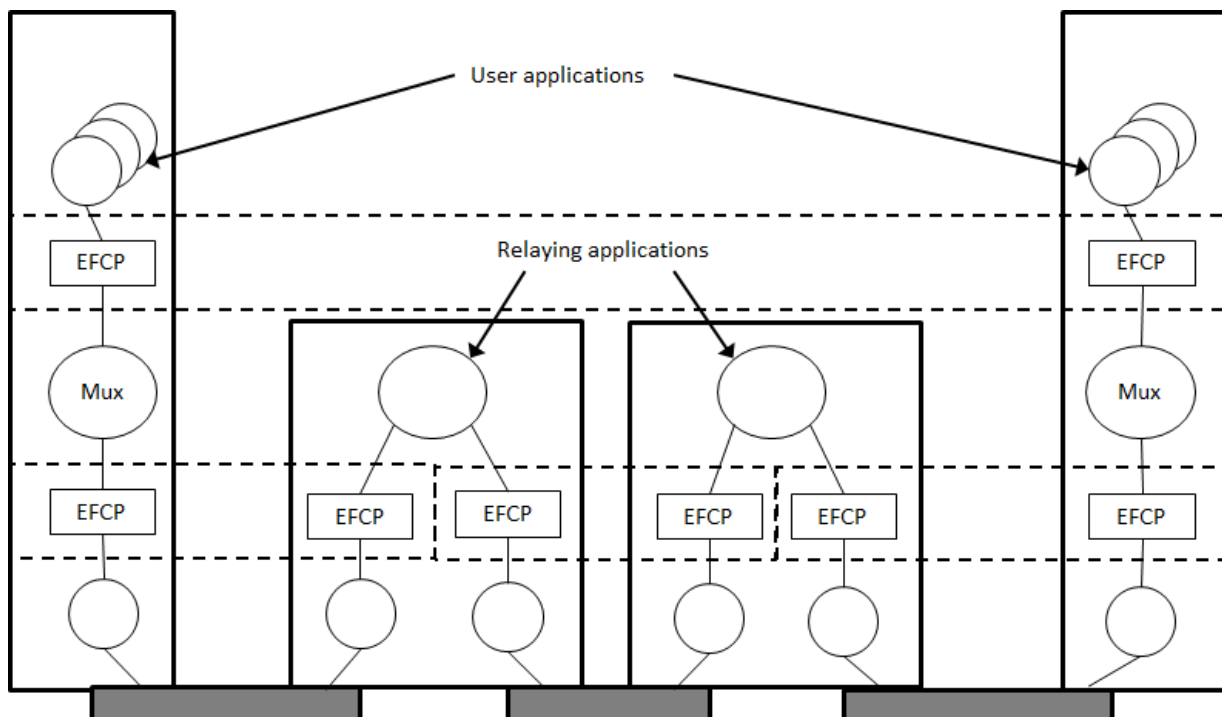 User applications
EFCP
Relaying applications
EFCP
Mux
Mux
EFCP
EFCP
EFCP
EFCP
EFCP
EFCP